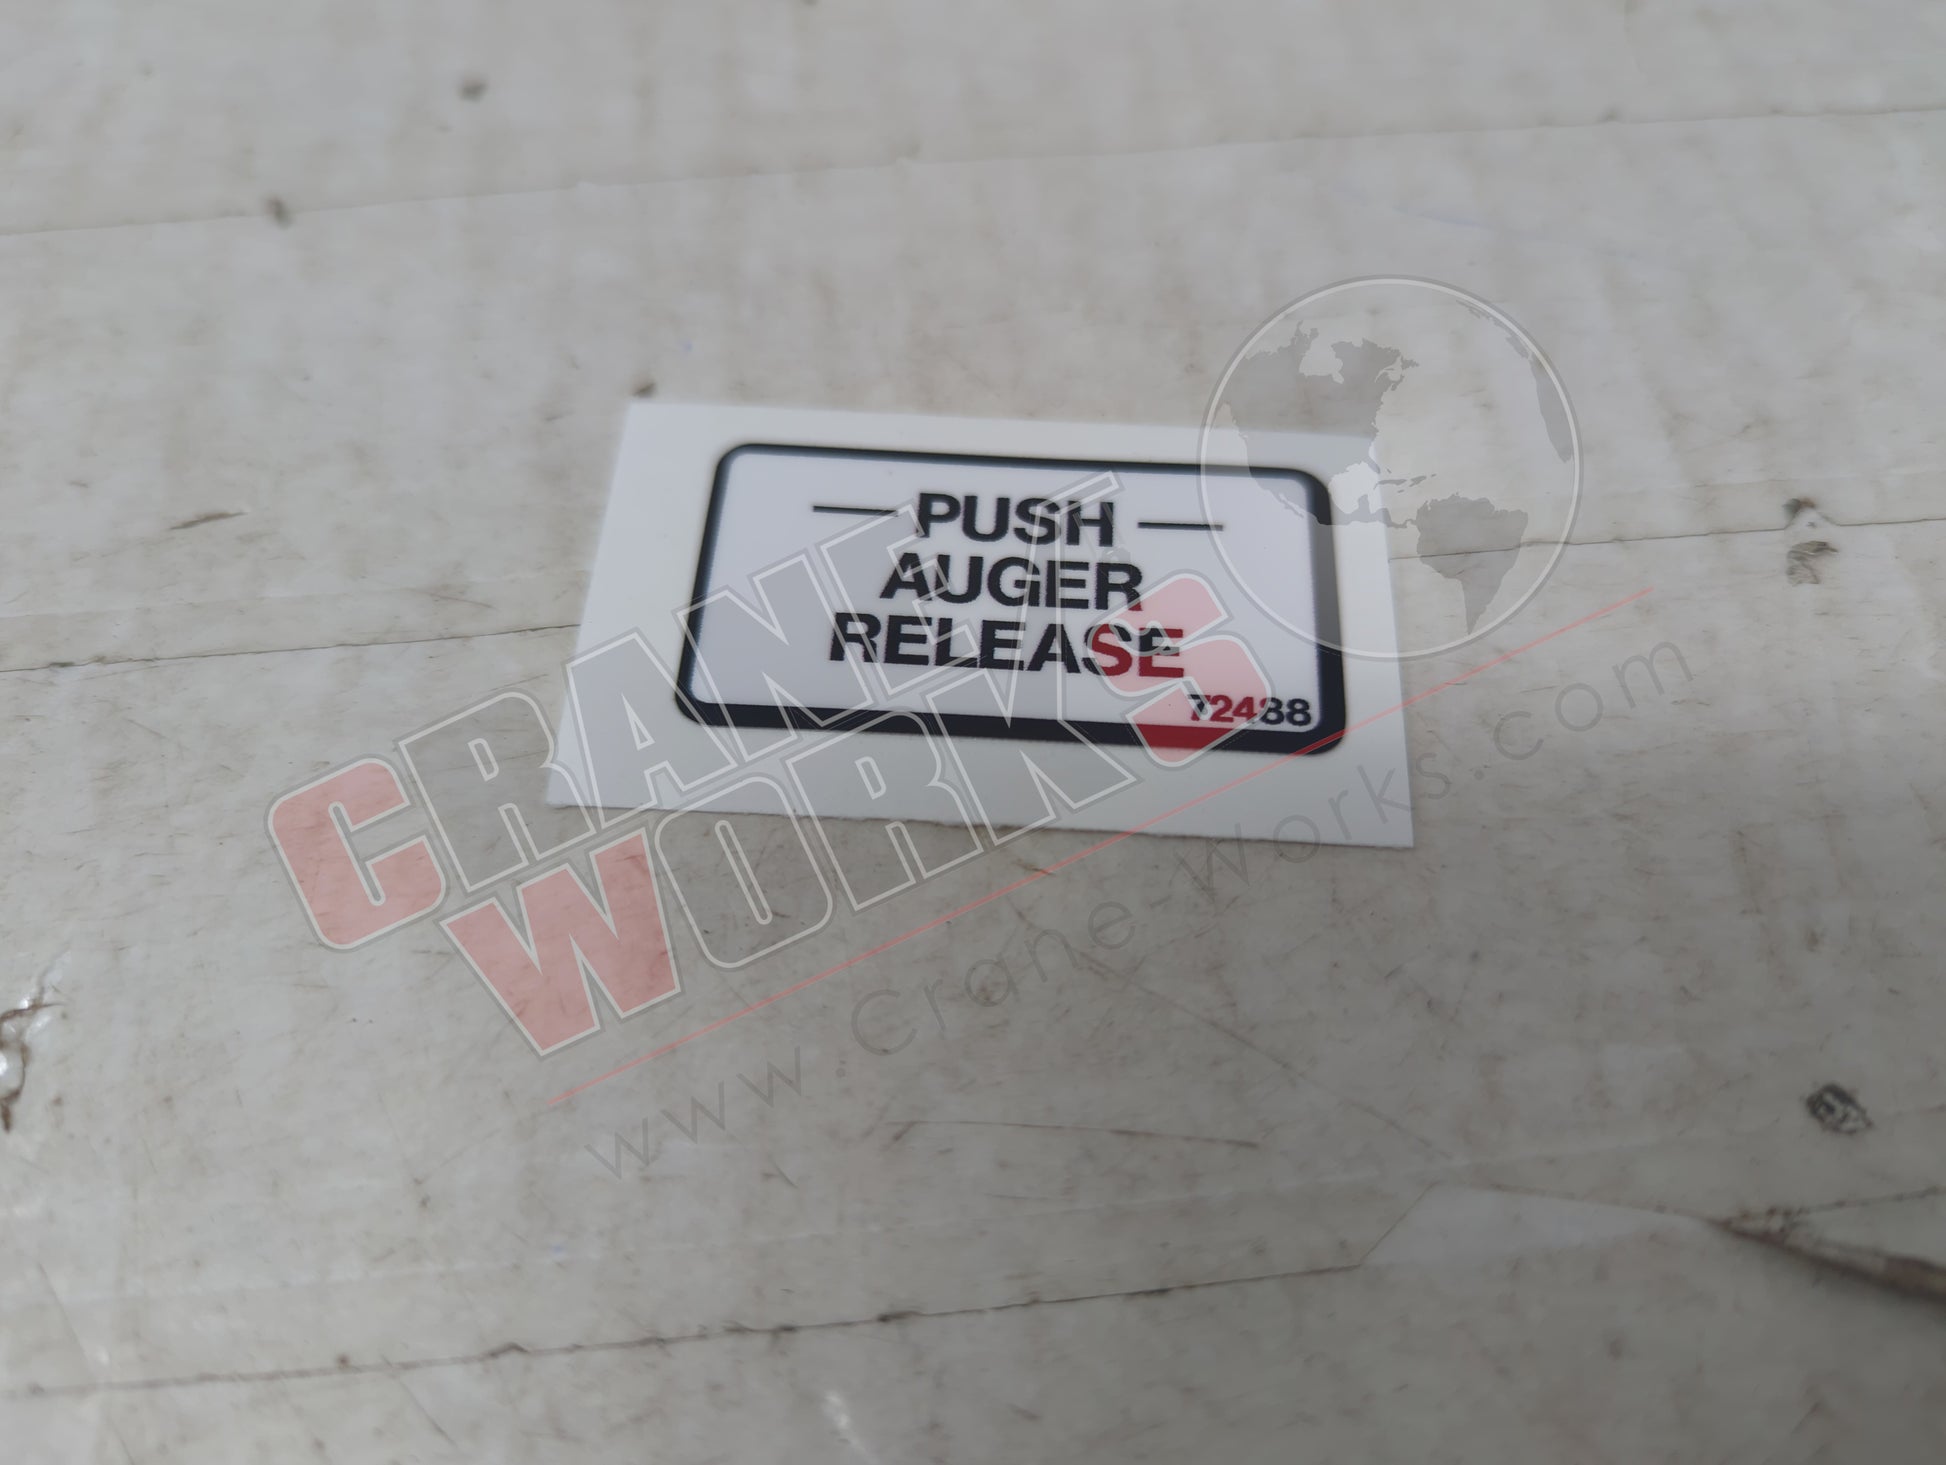 — PUSH —
AUGER
RELEASE
72488
CRANE
WORKS
www.Crane-Works.com